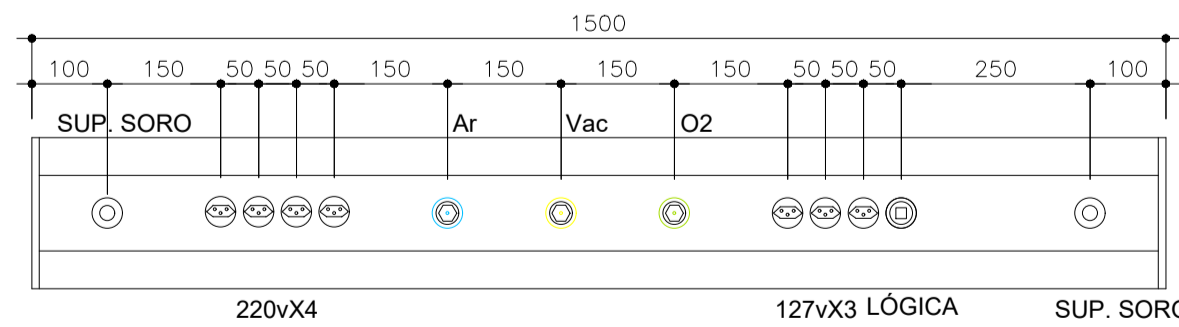 1500
100 150 50 50 50 150 150 150 150 50 50 50 250 100
SUP. SORO Ar Vac O2
220vX4 127vX3 LÓGICA SUP. SORO